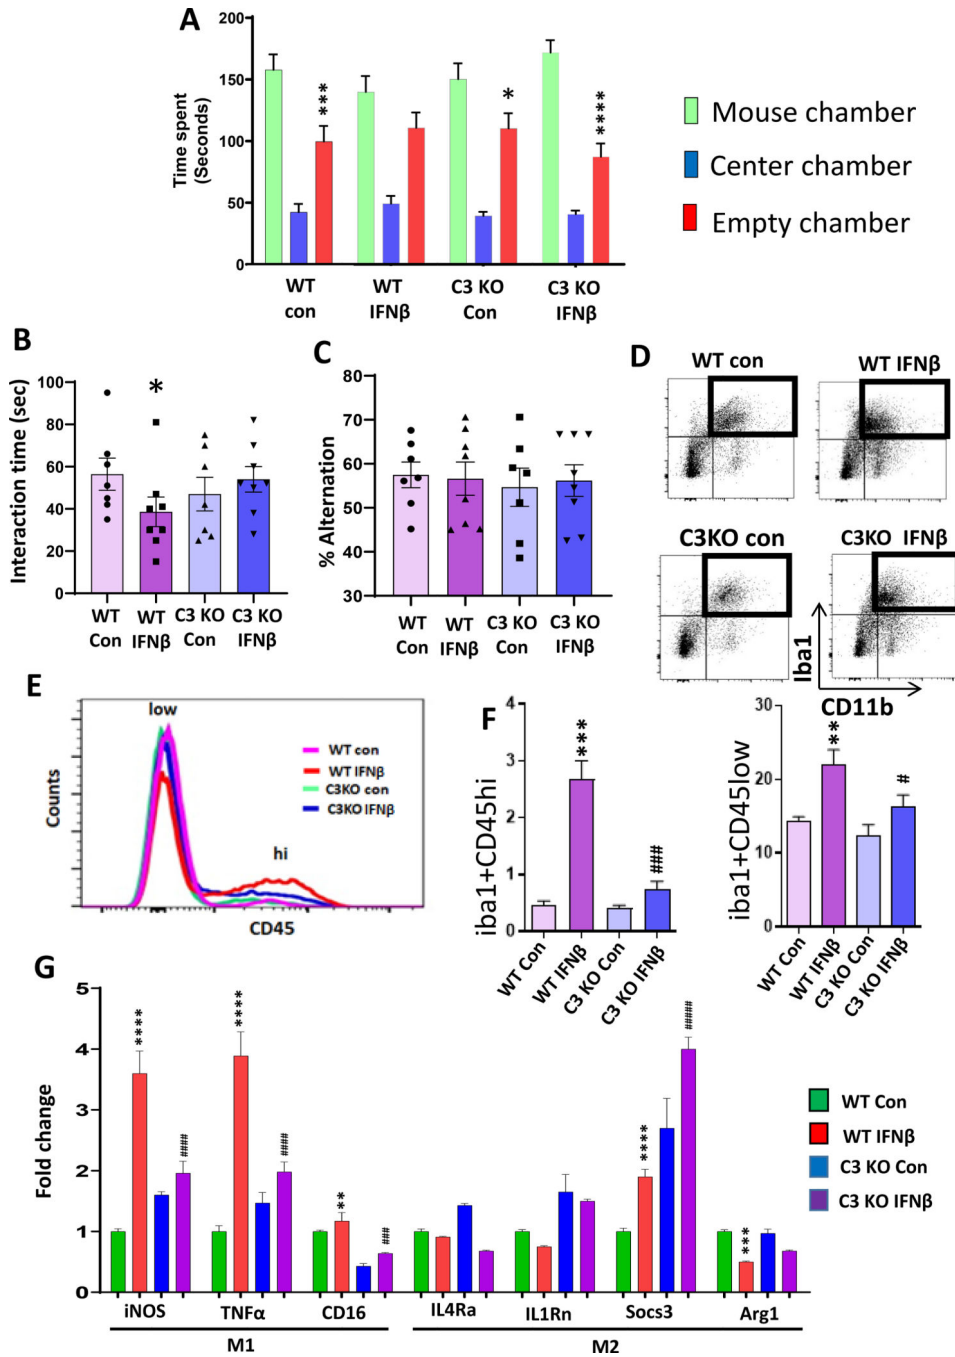 A
200
150
100
50
0
Time spent
(Seconds)
***
*
****
WT
con
WT
IFNβ
C3 KO
Con
C3 KO
IFNβ
Mouse chamber
Center chamber
Empty chamber
B
Interaction time (sec)
100
80
60
40
20
0
*
WT
Con
WT
IFNβ
C3 KO
Con
C3 KO
IFNβ
C
% Alternation
80
70
60
50
40
30
WT
Con
WT
IFNβ
C3 KO
Con
C3 KO
IFNβ
D
WT con
WT IFNβ
C3KO con
C3KO IFNβ
Iba1
CD11b
E
Counts
low
hi
WT con
WT IFNβ
C3KO con
C3KO IFNβ
CD45
F
iba1+CD45hi
4
3
2
1
0
***
###
WT Con
WT IFNβ
C3 KO Con
C3 KO IFNβ
iba1+CD45low
30
20
10
0
**
#
WT Con
WT IFNβ
C3 KO Con
C3 KO IFNβ
G
Fold change
5
4
3
2
1
0
****
####
****
####
**
###
****
#####
***
iNOS
TNFα
CD16
IL4Ra
IL1Rn
Socs3
Arg1
M1
M2
WT Con
WT IFNβ
C3 KO Con
C3 KO IFNβ